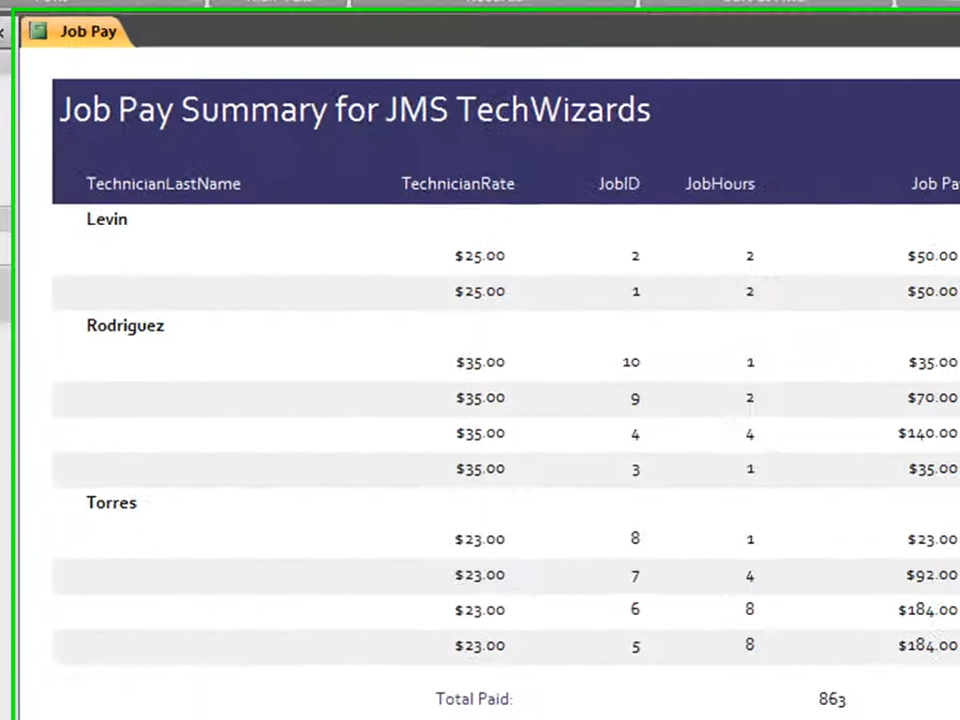 Job Pay
Job Pay Summary for JMS TechWizards
TechnicianLastName TechnicianRate JobID JobHours Job Pa
Levin
$25.00 2 2 $50.00
$25.00 1 2 $50.00
Rodriguez
$35.00 10 1 $35.00
$35.00 9 2 $70.00
$35.00 4 4 $140.00
$35.00 3 1 $35.00
Torres
$23.00 8 1 $23.00
$23.00 7 4 $92.00
$23.00 6 8 $184.00
$23.00 5 8 $184.00
Total Paid: 863